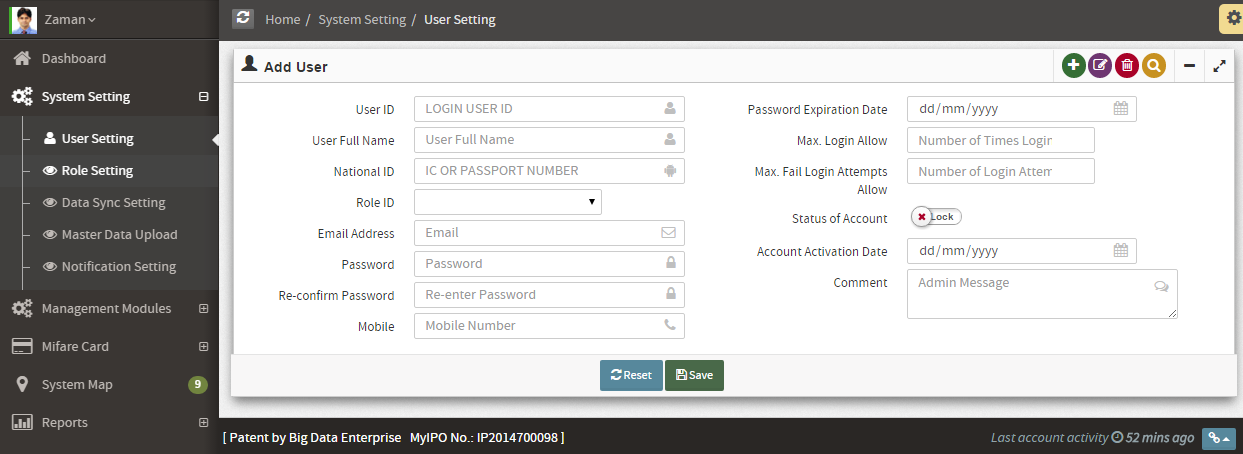 Zaman
Home / System Setting / User Setting
Dashboard
System Setting
User Setting
Role Setting
Data Sync Setting
Master Data Upload
Notification Setting
Management Modules
Mifare Card
System Map 9
Reports
Add User
User ID LOGIN USER ID
User Full Name User Full Name
National ID IC OR PASSPORT NUMBER
Role ID
Email Address Email
Password Password
Re-confirm Password Re-enter Password
Mobile Mobile Number
Password Expiration Date dd/mm/yyyy
Max. Login Allow Number of Times Login
Max. Fail Login Attempts Number of Login Attem
Allow
Status of Account Lock
Account Activation Date dd/mm/yyyy
Comment Admin Message
Reset Save
[ Patent by Big Data Enterprise MyIPO No.: IP2014700098 ]
Last account activity 52 mins ago